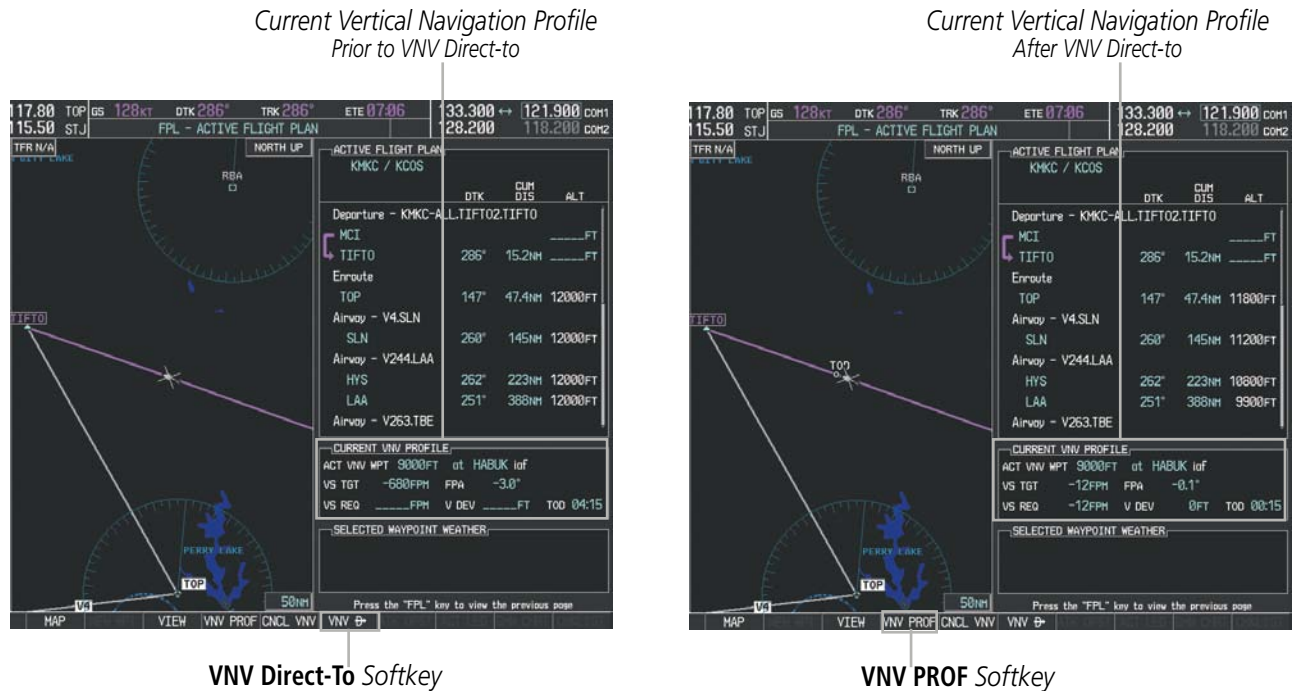 Current Vertical Navigation Profile
Prior to VNV Direct-to
117.80 TOP GS 128KT DTK 286° TRK 286° ETE 07:06 133.300 ↔ 121.900 COM1
115.50 STJ FPL – ACTIVE FLIGHT PLAN 128.200 118.200 COM2
TFR N/A
LAKE
NORTH UP
RBA
TIFTO
PERRY LAKE
TOP
V4
50NM
ACTIVE FLIGHT PLAN
KMKC / KCOS
DTK CUM DIS ALT
Departure – KMKC-ALL.TIFTO2.TIFTO
MCI _____FT
TIFTO 286° 15.2NM _____FT
Enroute
TOP 147° 47.4NM 12000FT
Airway – V4.SLN
SLN 260° 145NM 12000FT
Airway – V244.LAA
HYS 262° 223NM 12000FT
LAA 251° 388NM 12000FT
Airway – V263.TBE
CURRENT VNV PROFILE
ACT VNV WPT 9000FT at HABUK iaf
VS TGT -680FPM FPA -3.0°
VS REQ _____FPM V DEV _____FT TOD 04:15
SELECTED WAYPOINT WEATHER
Press the "FPL" key to view the previous page
MAP VIEW VNV PROF CNCL VNV VNV
VNV Direct-To Softkey
Current Vertical Navigation Profile
After VNV Direct-to
117.80 TOP GS 128KT DTK 286° TRK 286° ETE 07:06 133.300 ↔ 121.900 COM1
115.50 STJ FPL – ACTIVE FLIGHT PLAN 128.200 118.200 COM2
TFR N/A
LAKE
NORTH UP
RBA
TIFTO
TOD
PERRY LAKE
TOP
V4
50NM
ACTIVE FLIGHT PLAN
KMKC / KCOS
DTK CUM DIS ALT
Departure – KMKC-ALL.TIFTO2.TIFTO
MCI _____FT
TIFTO 286° 15.2NM _____FT
Enroute
TOP 147° 47.4NM 11800FT
Airway – V4.SLN
SLN 260° 145NM 11200FT
Airway – V244.LAA
HYS 262° 223NM 10800FT
LAA 251° 388NM 9900FT
Airway – V263.TBE
CURRENT VNV PROFILE
ACT VNV WPT 9000FT at HABUK iaf
VS TGT -12FPM FPA -0.1°
VS REQ -12FPM V DEV 0FT TOD 00:15
SELECTED WAYPOINT WEATHER
Press the "FPL" key to view the previous page
MAP VIEW VNV PROF CNCL VNV VNV
VNV PROF Softkey